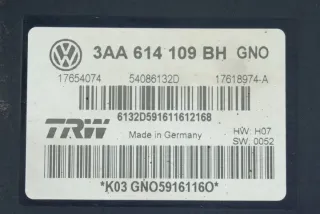 3AA 614 109 BH GNO
17654074 54086132D 17618974-A
6132D591611612168
TRW Made in Germany HW: H07
SW: 0052
*K03 GNO5916116O*